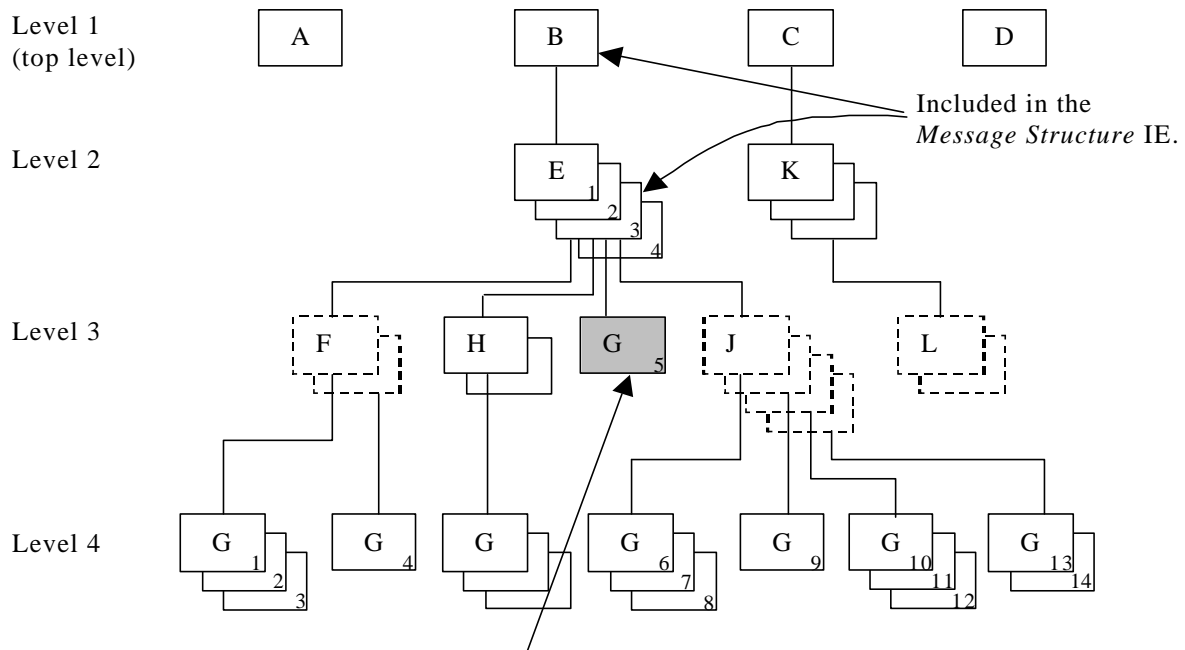 Level 1
(top level)
A
B
C
D
Included in the
Message Structure IE.
Level 2
E
1
2
3
4
K
Level 3
F
H
G
5
J
L
Level 4
G
1
2
3
G
4
G
G
6
7
8
G
9
G
10
11
12
G
13
14